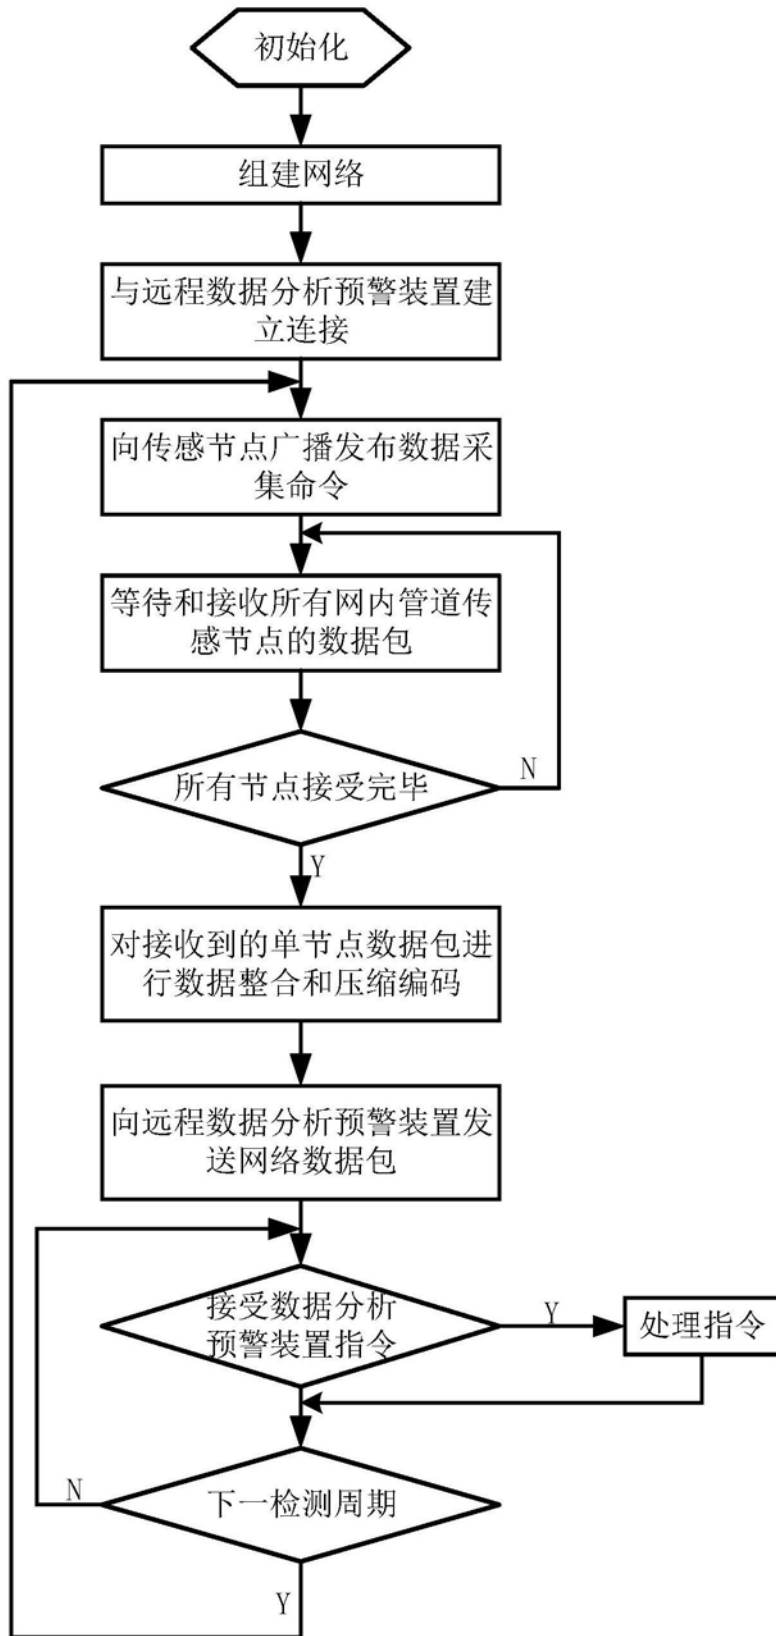 初始化
组建网络
与远程数据分析预警装置建
立连接
向传感节点广播发布数据采
集命令
等待和接收所有网内管道传
感节点的数据包
所有节点接受完毕
N
Y
对接收到的单节点数据包进
行数据整合和压缩编码
向远程数据分析预警装置发
送网络数据包
接受数据分析
预警装置指令
Y
处理指令
下一检测周期
N
Y